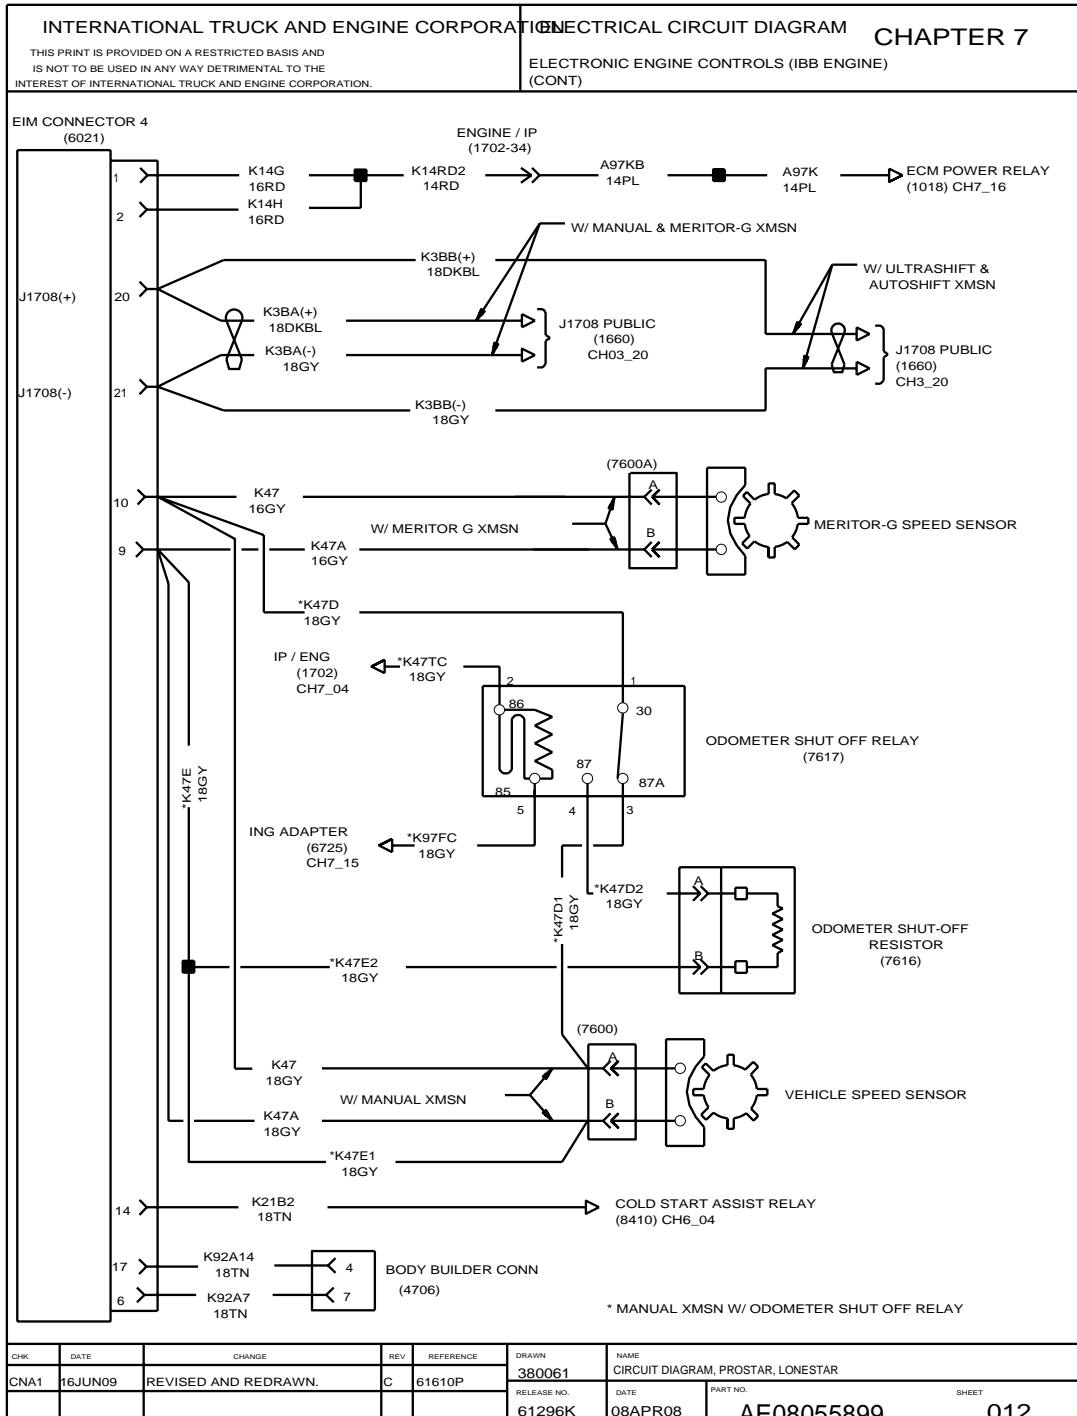 INTERNATIONAL TRUCK AND ENGINE CORPORATION
THIS PRINT IS PROVIDED ON A RESTRICTED BASIS AND
IS NOT TO BE USED IN ANY WAY DETRIMENTAL TO THE
INTEREST OF INTERNATIONAL TRUCK AND ENGINE CORPORATION.
ELECTRICAL CIRCUIT DIAGRAM
CHAPTER 7
ELECTRONIC ENGINE CONTROLS (IBB ENGINE)
(CONT)
EIM CONNECTOR 4
(6021)
ENGINE / IP
(1702-34)
1
K14G
16RD
K14RD2
14RD
A97KB
14PL
A97K
14PL
ECM POWER RELAY
(1018) CH7_16
2
K14H
16RD
W/ MANUAL & MERITOR-G XMSN
K3BB(+)
18DKBL
W/ ULTRASHIFT &
AUTOSHIFT XMSN
J1708(+)
20
K3BA(+)
18DKBL
J1708 PUBLIC
(1660)
CH03_20
K3BA(-)
18GY
J1708 PUBLIC
(1660)
CH3_20
J1708(-)
21
K3BB(-)
18GY
(7600A)
10
K47
16GY
A
W/ MERITOR G XMSN
MERITOR-G SPEED SENSOR
9
K47A
16GY
B
*K47D
18GY
IP / ENG
(1702)
CH7_04
*K47TC
18GY
2
1
86
30
ODOMETER SHUT OFF RELAY
(7617)
*K47E
18GY
87
85
87A
5
4
3
ING ADAPTER
(6725)
CH7_15
*K97FC
18GY
*K47D1
18GY
*K47D2
18GY
A
ODOMETER SHUT-OFF
RESISTOR
(7616)
*K47E2
18GY
B
(7600)
K47
18GY
A
W/ MANUAL XMSN
VEHICLE SPEED SENSOR
K47A
18GY
B
*K47E1
18GY
14
K21B2
18TN
COLD START ASSIST RELAY
(8410) CH6_04
17
K92A14
18TN
4
BODY BUILDER CONN
(4706)
6
K92A7
18TN
7
* MANUAL XMSN W/ ODOMETER SHUT OFF RELAY
CHK DATE CHANGE REV REFERENCE
CNA1 16JUN09 REVISED AND REDRAWN. C 61610P
DRAWN
380061
NAME
CIRCUIT DIAGRAM, PROSTAR, LONESTAR
RELEASE NO.
61296K
DATE
08APR08
PART NO.
AE08055899
SHEET
012